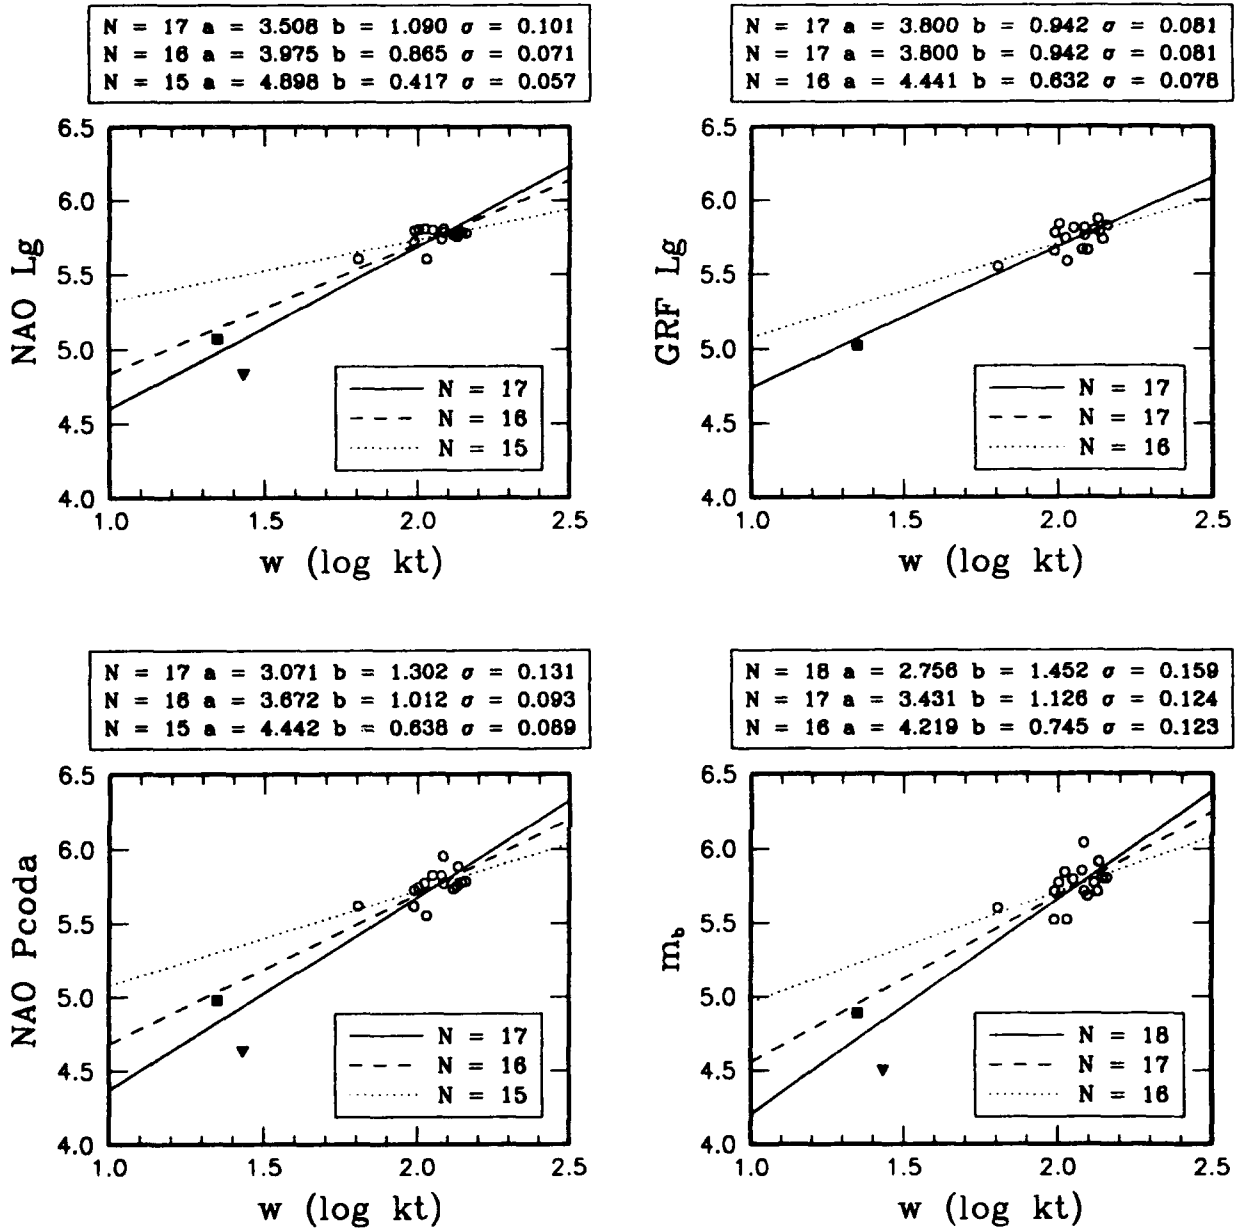 N = 17 a = 3.508 b = 1.090 σ = 0.101
N = 16 a = 3.975 b = 0.865 σ = 0.071
N = 15 a = 4.898 b = 0.417 σ = 0.057
6.5
6.0
5.5
5.0
4.5
4.0
NAO Lg
N = 17
N = 16
N = 15
1.0 1.5 2.0 2.5
w (log kt)
N = 17 a = 3.800 b = 0.942 σ = 0.081
N = 17 a = 3.800 b = 0.942 σ = 0.081
N = 16 a = 4.441 b = 0.632 σ = 0.078
6.5
6.0
5.5
5.0
4.5
4.0
GRF Lg
N = 17
N = 17
N = 16
1.0 1.5 2.0 2.5
w (log kt)
N = 17 a = 3.071 b = 1.302 σ = 0.131
N = 16 a = 3.672 b = 1.012 σ = 0.093
N = 15 a = 4.442 b = 0.638 σ = 0.089
6.5
6.0
5.5
5.0
4.5
4.0
NAO Pcoda
N = 17
N = 16
N = 15
1.0 1.5 2.0 2.5
w (log kt)
N = 18 a = 2.756 b = 1.452 σ = 0.159
N = 17 a = 3.431 b = 1.126 σ = 0.124
N = 16 a = 4.219 b = 0.745 σ = 0.123
6.5
6.0
5.5
5.0
4.5
4.0
m_b
N = 18
N = 17
N = 16
1.0 1.5 2.0 2.5
w (log kt)